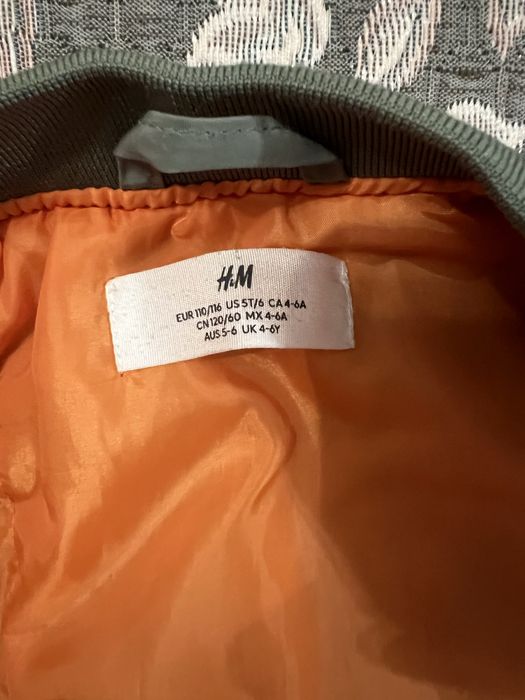 H&M
EUR 110/116 US 5T/6 CA 4-6A
CN 120/60 MX 4-6A
AUS 5-6 UK 4-6Y